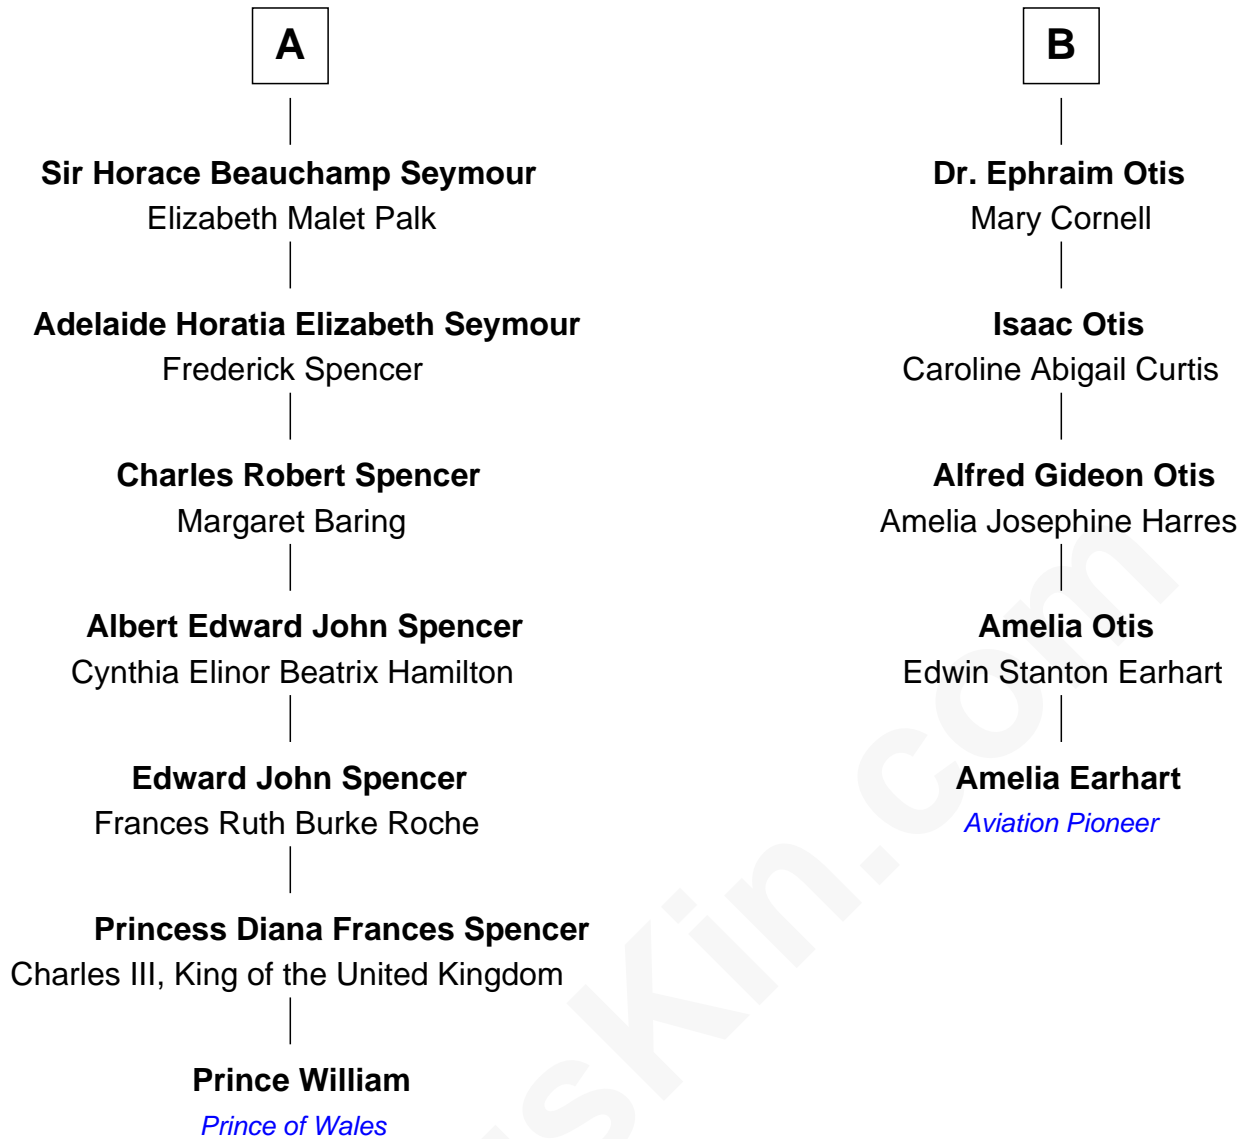 A
Sir Horace Beauchamp Seymour
Elizabeth Malet Palk
Adelaide Horatia Elizabeth Seymour
Frederick Spencer
Charles Robert Spencer
Margaret Baring
Albert Edward John Spencer
Cynthia Elinor Beatrix Hamilton
Edward John Spencer
Frances Ruth Burke Roche
Princess Diana Frances Spencer
Charles III, King of the United Kingdom
Prince William
Prince of Wales
B
Dr. Ephraim Otis
Mary Cornell
Isaac Otis
Caroline Abigail Curtis
Alfred Gideon Otis
Amelia Josephine Harres
Amelia Otis
Edwin Stanton Earhart
Amelia Earhart
Aviation Pioneer
sKin.com